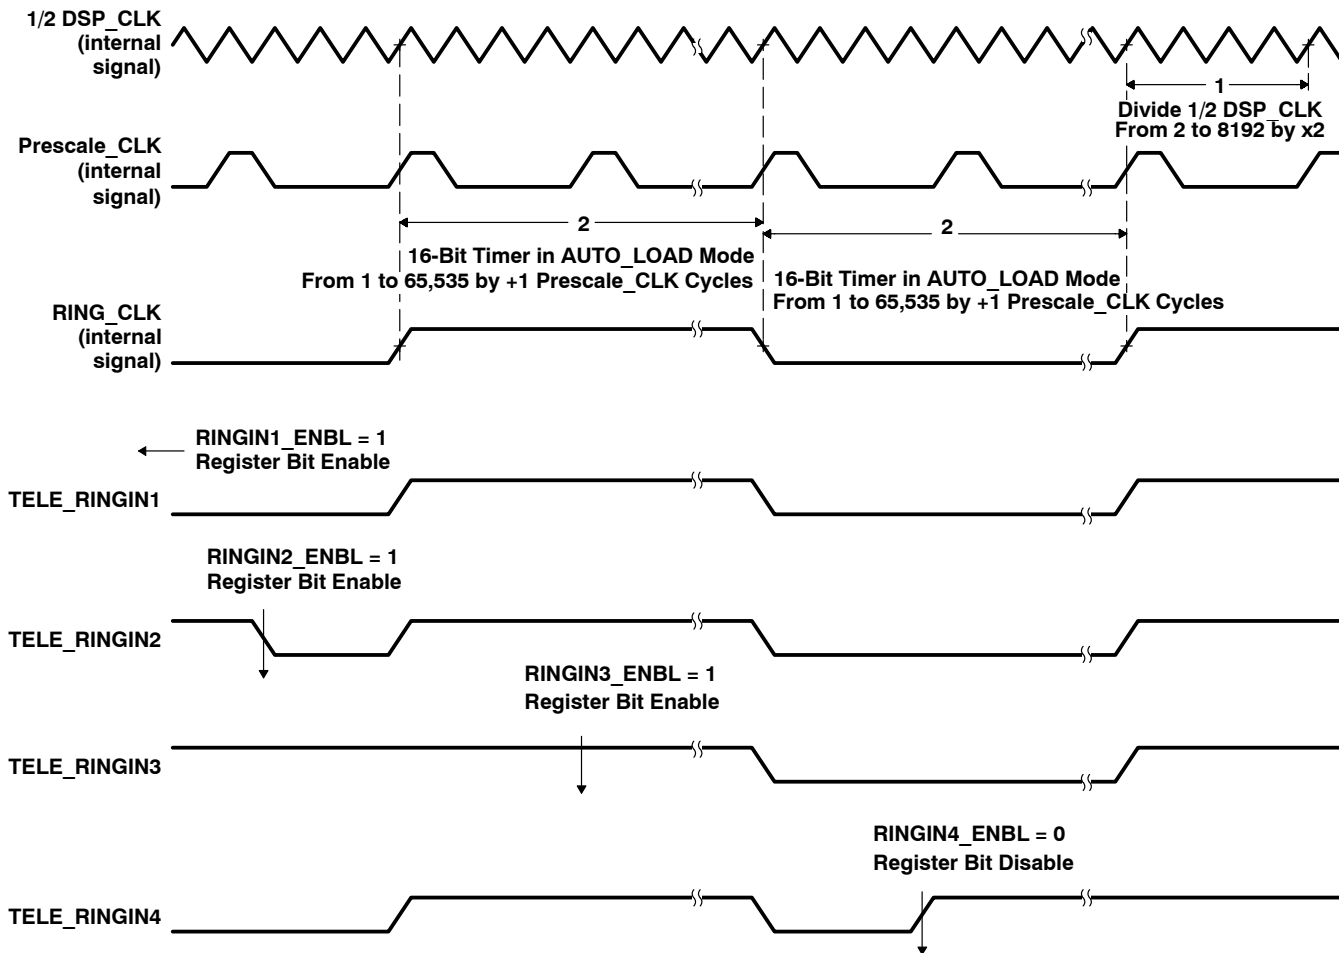 1/2 DSP_CLK
(internal
signal)
1
Divide 1/2 DSP_CLK
From 2 to 8192 by x2
Prescale_CLK
(internal
signal)
2
2
16-Bit Timer in AUTO_LOAD Mode
From 1 to 65,535 by +1 Prescale_CLK Cycles
16-Bit Timer in AUTO_LOAD Mode
From 1 to 65,535 by +1 Prescale_CLK Cycles
RING_CLK
(internal
signal)
RINGIN1_ENBL = 1
Register Bit Enable
TELE_RINGIN1
RINGIN2_ENBL = 1
Register Bit Enable
TELE_RINGIN2
RINGIN3_ENBL = 1
Register Bit Enable
TELE_RINGIN3
RINGIN4_ENBL = 0
Register Bit Disable
TELE_RINGIN4